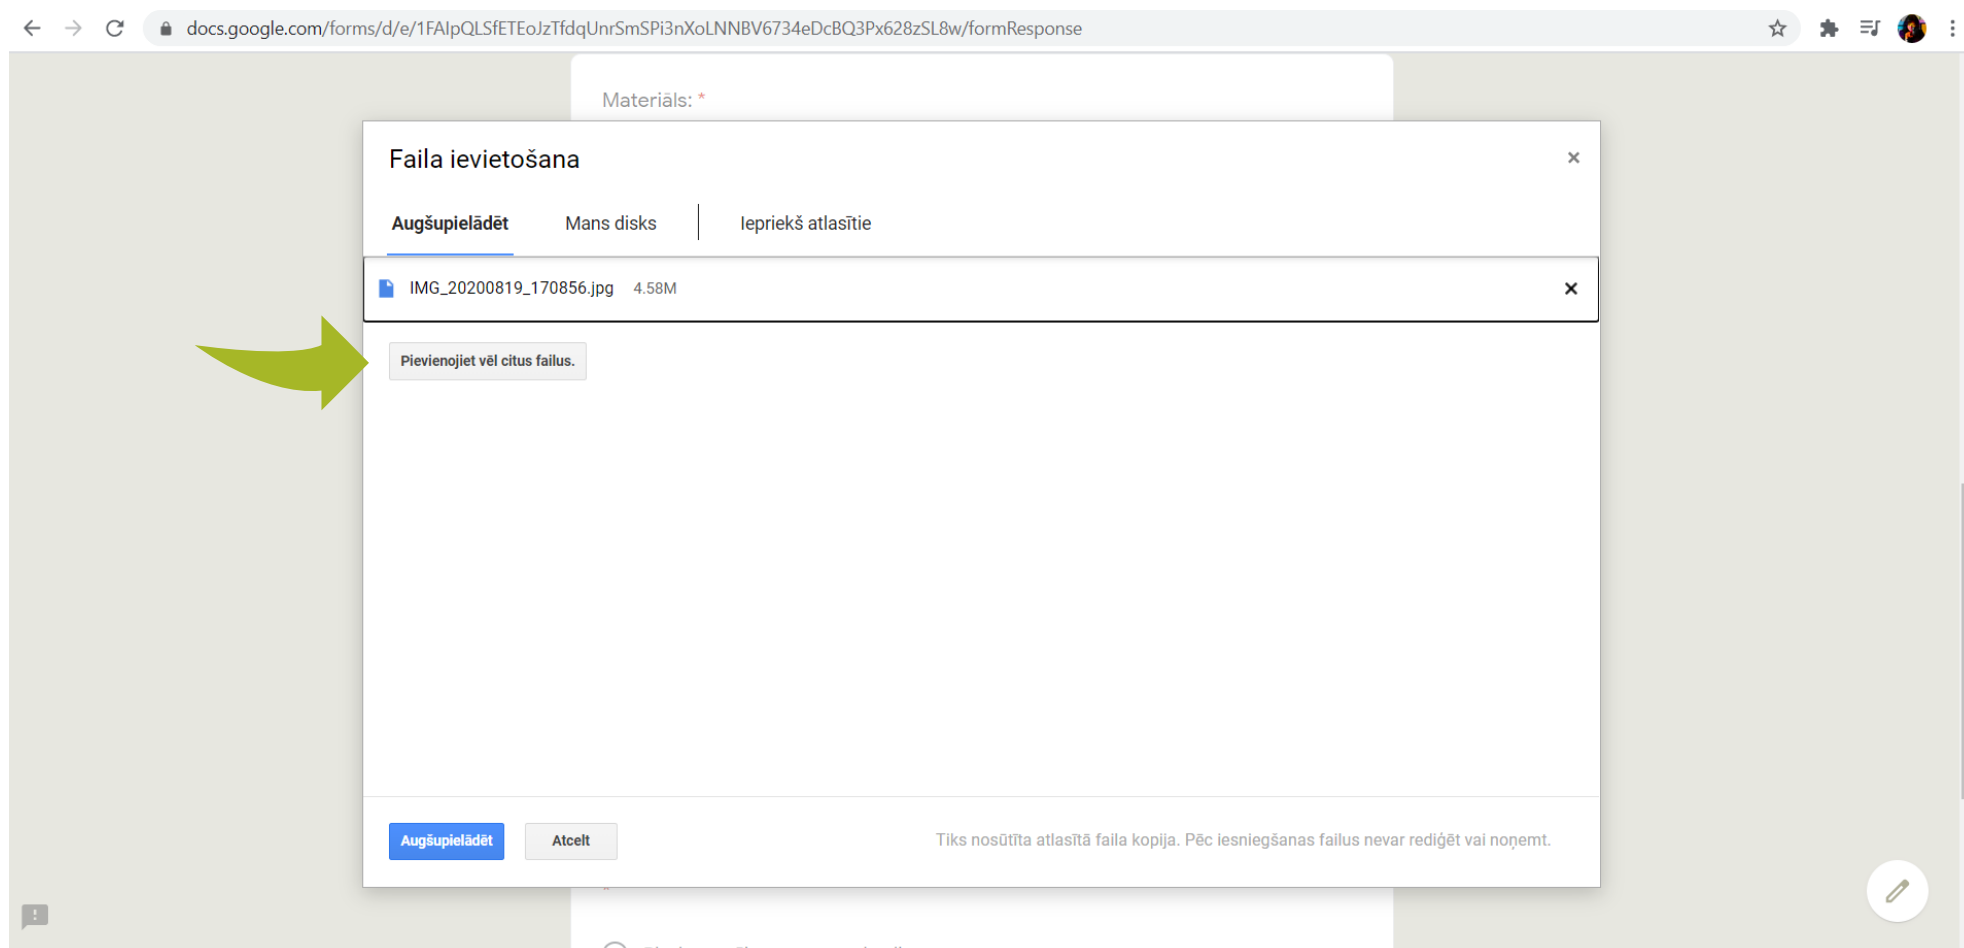 docs.google.com/forms/d/e/1FAIpQLSfETEoJzTfdqUnrSmSPi3nXoLNNBV6734eDcBQ3Px628zSL8w/formResponse
Materiāls: *
Faila ievietošana
Augšupielādēt Mans disks Iepriekš atlasītie
IMG_20200819_170856.jpg 4.58M
Pievienojiet vēl citus failus.
Augšupielādēt Atcelt Tiks nosūtīta atlasītā faila kopija. Pēc iesniegšanas failus nevar rediģēt vai noņemt.